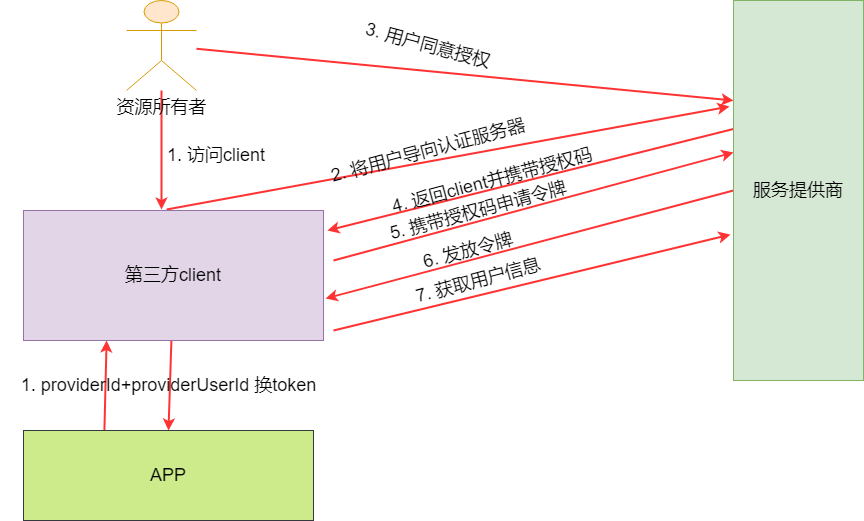 3. 用户同意授权
资源所有者
1. 访问client
2. 将用户导向认证服务器
4. 返回client并携带授权码
5. 携带授权码申请令牌
服务提供商
6. 发放令牌
第三方client
7. 获取用户信息
1. providerId+providerUserId 换token
APP